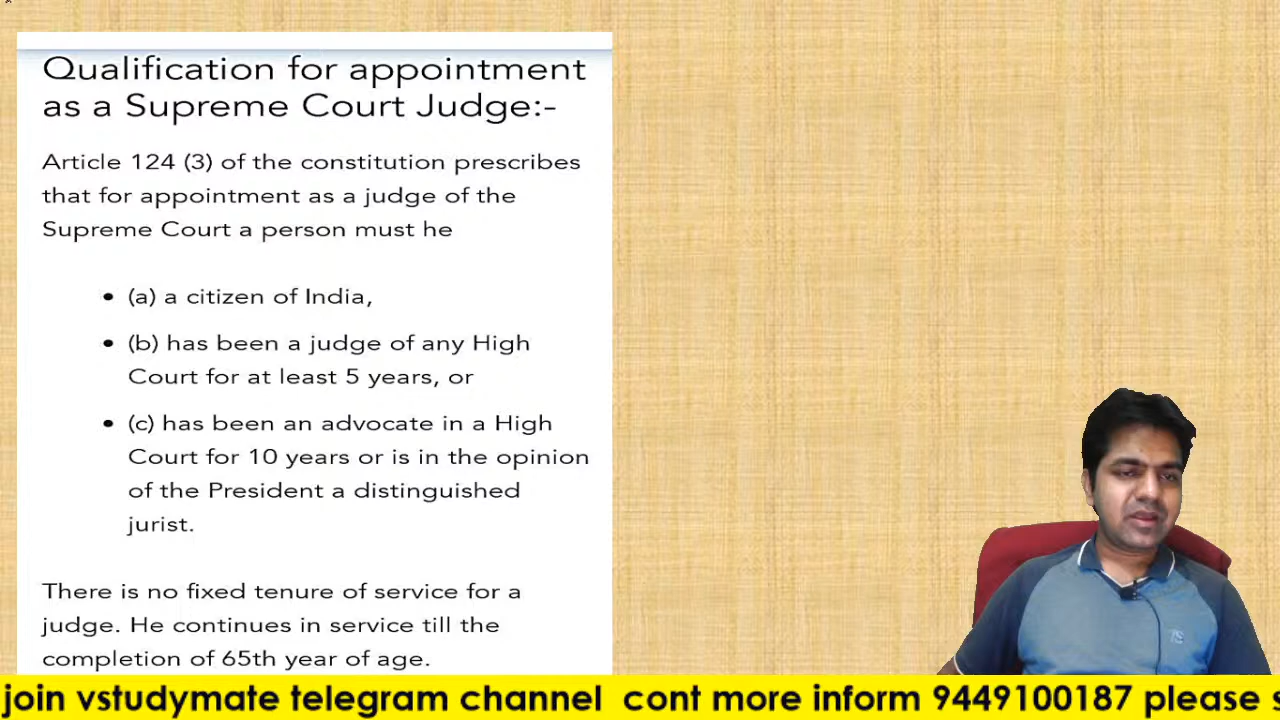 Qualification for appointment
as a Supreme Court Judge:-
Article 124 (3) of the constitution prescribes
that for appointment as a judge of the
Supreme Court a person must he
• (a) a citizen of India,
• (b) has been a judge of any High
Court for at least 5 years, or
• (c) has been an advocate in a High
Court for 10 years or is in the opinion
of the President a distinguished
jurist.
There is no fixed tenure of service for a
judge. He continues in service till the
completion of 65th year of age.
join vstudymate telegram channel cont more inform 9449100187 please s